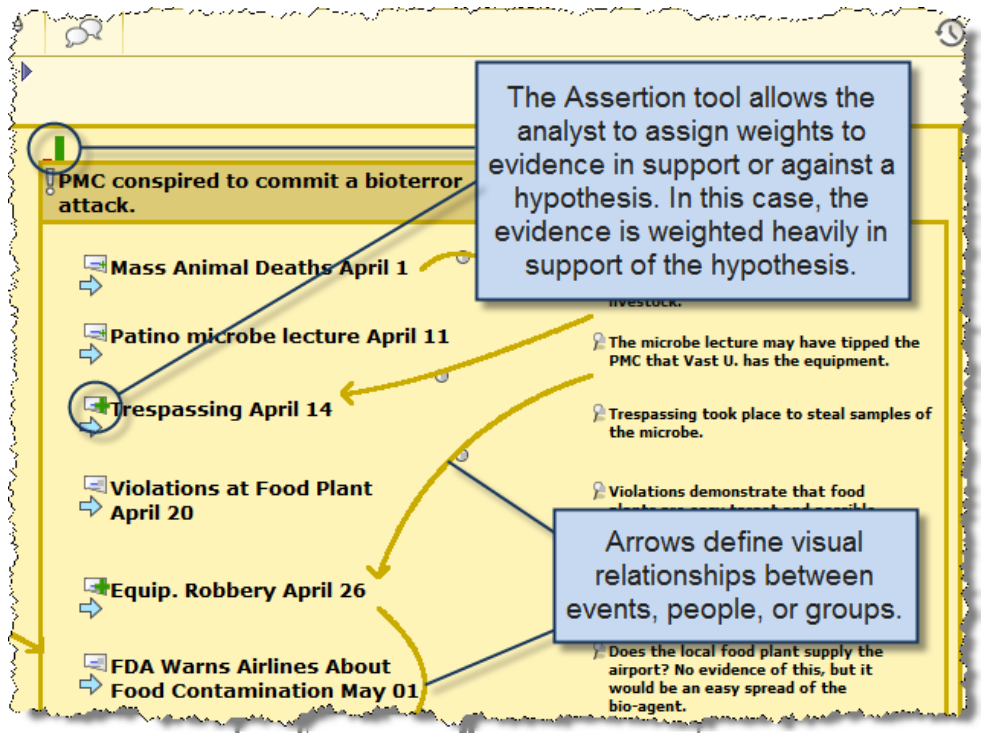 The Assertion tool allows the
analyst to assign weights to
evidence in support or against a
hypothesis. In this case, the
evidence is weighted heavily in
support of the hypothesis.
PMC conspired to commit a bioterror
attack.
Mass Animal Deaths April 1
livestock.
Patino microbe lecture April 11
The microbe lecture may have tipped the
PMC that Vast U. has the equipment.
Trespassing April 14
Trespassing took place to steal samples of
the microbe.
Violations at Food Plant
April 20
Violations demonstrate that food
Arrows define visual
relationships between
events, people, or groups.
Equip. Robbery April 26
FDA Warns Airlines About
Food Contamination May 01
Does the local food plant supply the
airport? No evidence of this, but it
would be an easy spread of the
bio-agent.